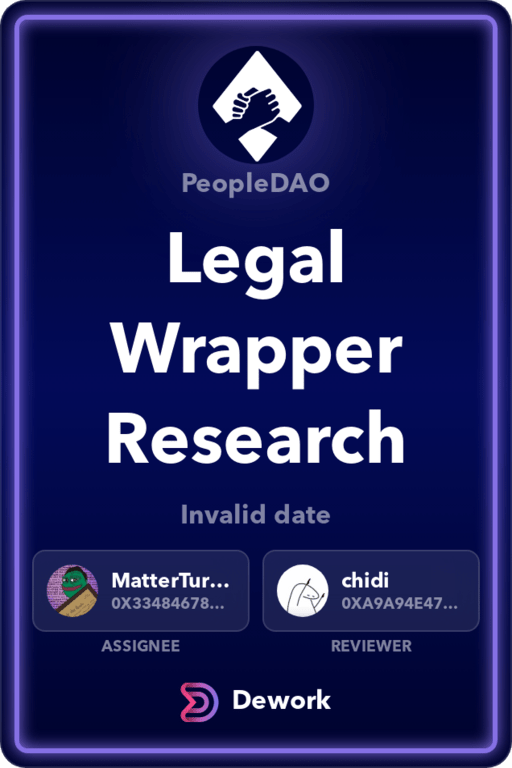 PeopleDAO
Legal
Wrapper
Research
Invalid date
MatterTur...
0X33484678...
chidi
0XA9A94E47...
ASSIGNEE
REVIEWER
Dework